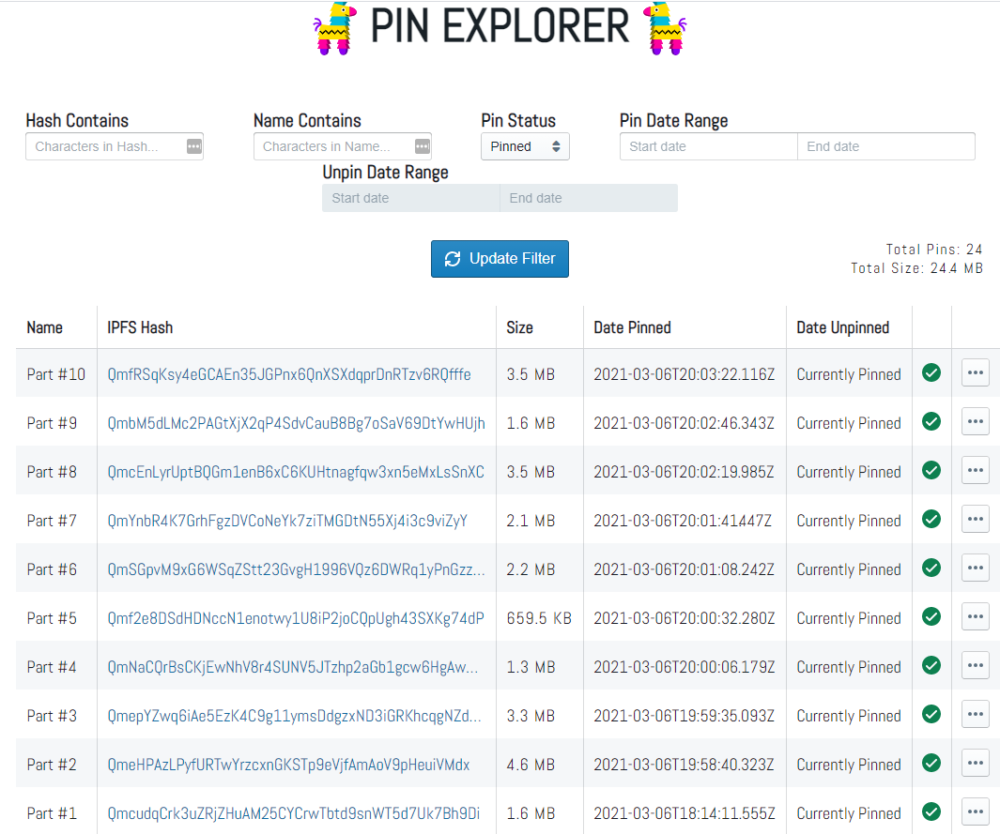 PIN EXPLORER
Hash Contains Name Contains Pin Status Pin Date Range
Characters in Hash... Characters in Name... Pinned Start date End date
Unpin Date Range
Start date End date
Update Filter
Total Pins: 24
Total Size: 24.4 MB
Name IPFS Hash Size Date Pinned Date Unpinned
Part #10 QmfRSqKsy4eGCAEn35JGPnx6QnXSXdqprDnRTzv6RQfffe 3.5 MB 2021-03-06T20:03:22.116Z Currently Pinned
Part #9 QmbM5dLMc2PAGtXjX2qP4SdvCauB8Bg7oSaV69DtYwHUjh 1.6 MB 2021-03-06T20:02:46.343Z Currently Pinned
Part #8 QmcEnLyrUptBQGm1enB6xC6KUHtnagfqw3xn5eMxLsSnXC 3.5 MB 2021-03-06T20:02:19.985Z Currently Pinned
Part #7 QmYnbR4K7GrhFgzDVCoNeYk7ziTMGDtN55Xj4i3c9viZyY 2.1 MB 2021-03-06T20:01:41.447Z Currently Pinned
Part #6 QmSGpvM9xG6WSqZStt23GvgH1996VQz6DWRq1yPnGzz... 2.2 MB 2021-03-06T20:01:08.242Z Currently Pinned
Part #5 Qmf2e8DSdHDNccN1enotwy1U8iP2joCQpUgh43SXKg74dP 659.5 KB 2021-03-06T20:00:32.280Z Currently Pinned
Part #4 QmNaCQrBsCKjEwNhV8r4SUNV5JTzhp2aGb1gcw6HgAw... 1.3 MB 2021-03-06T20:00:06.179Z Currently Pinned
Part #3 QmepYZwq6iAe5EzK4C9g11ymsDdgzxND3iGRKhcqgNZd... 3.3 MB 2021-03-06T19:59:35.093Z Currently Pinned
Part #2 QmeHPAzLPyfURTwYrzcxnGKSTp9eVjfAmAoV9pHeuiVMdx 4.6 MB 2021-03-06T19:58:40.323Z Currently Pinned
Part #1 QmcudqCrk3uZRjZHuAM25CYCrwTbtd9snWT5d7Uk7Bh9Di 1.6 MB 2021-03-06T18:14:11.555Z Currently Pinned